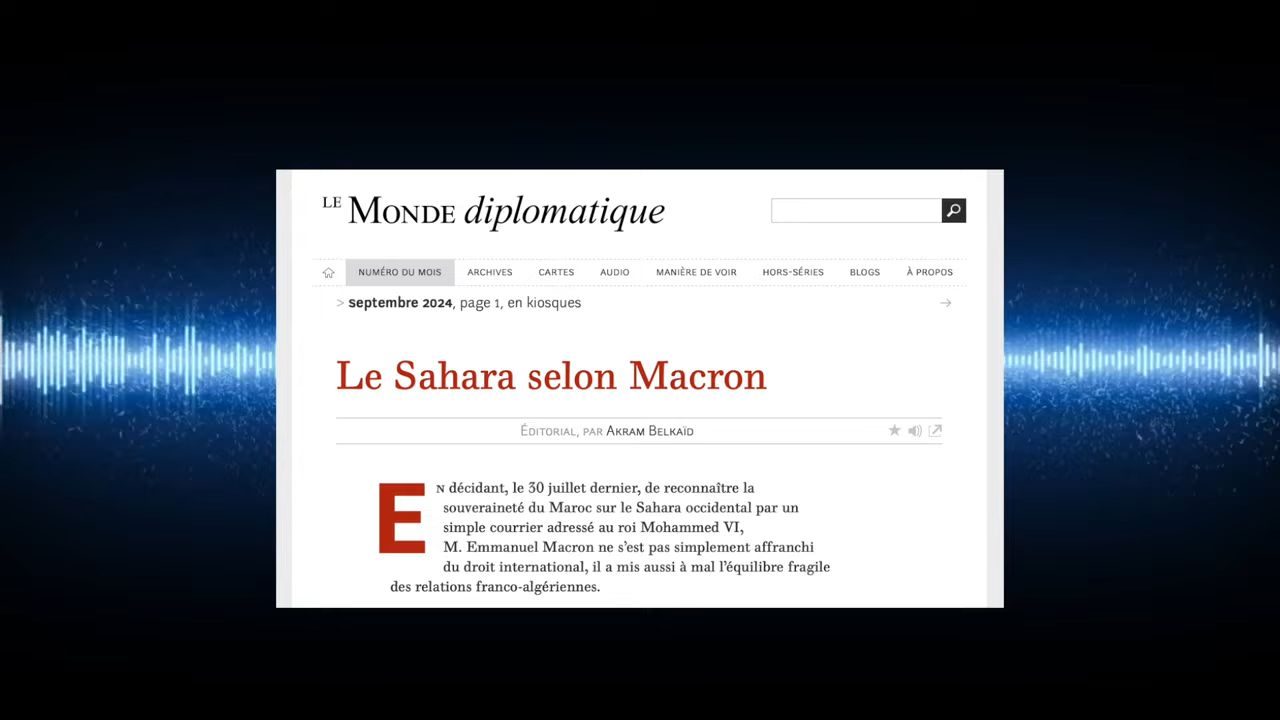 LE MONDE diplomatique
NUMÉRO DU MOIS ARCHIVES CARTES AUDIO MANIÈRE DE VOIR HORS-SÉRIES BLOGS À PROPOS
> septembre 2024, page 1, en kiosques →
Le Sahara selon Macron
ÉDITORIAL, PAR AKRAM BELKAÏD
EN décidant, le 30 juillet dernier, de reconnaître la
souveraineté du Maroc sur le Sahara occidental par un
simple courrier adressé au roi Mohammed VI,
M. Emmanuel Macron ne s’est pas simplement affranchi
du droit international, il a mis aussi à mal l’équilibre fragile
des relations franco-algériennes.